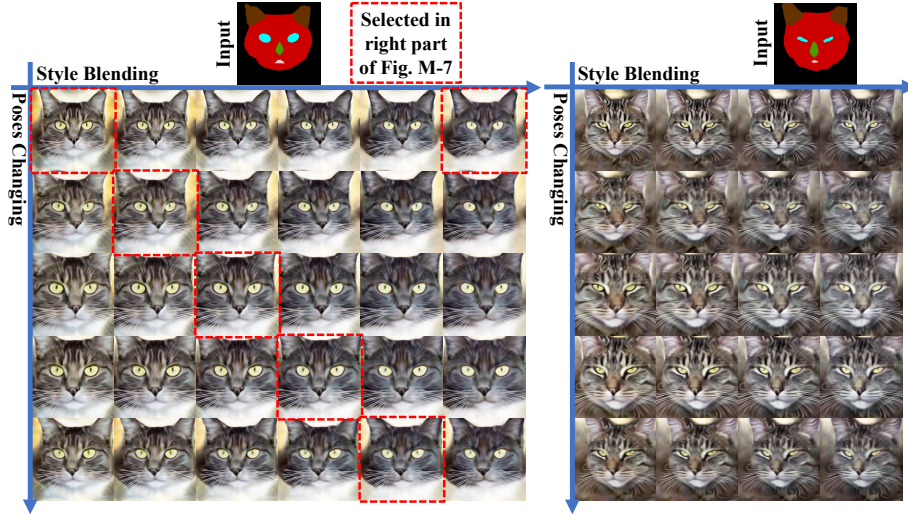 Input
Selected in
right part
of Fig. M-7
Style Blending
Poses Changing
Input
Style Blending
Poses Changing